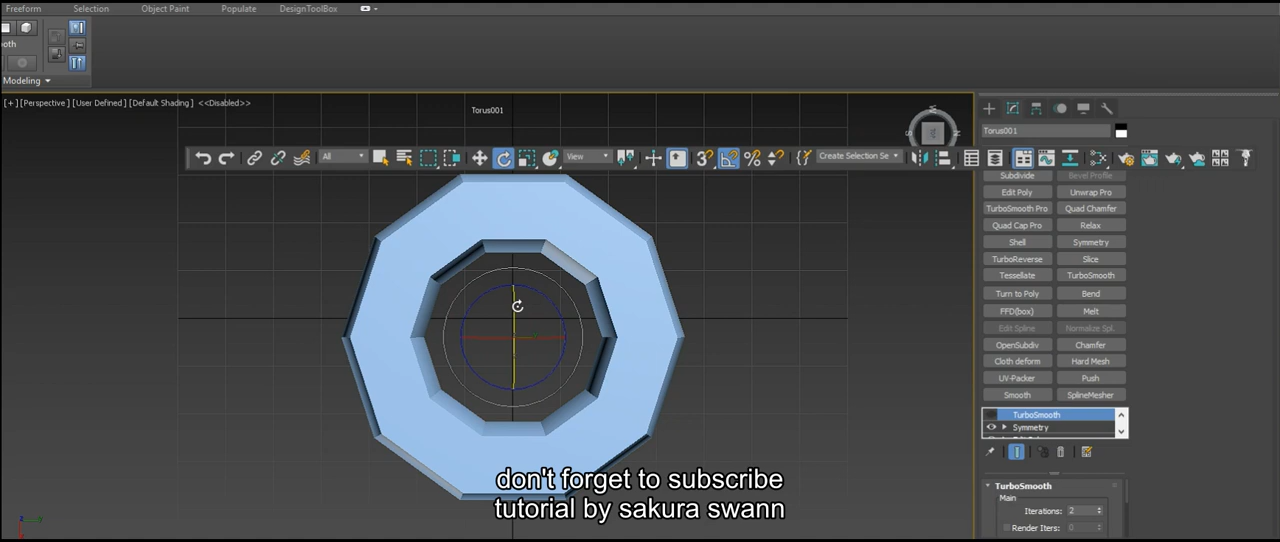 Freeform Selection Object Paint Populate DesignToolBox
Modeling
[+] [Perspective] [User Defined] [Default Shading] <<Disabled>>
Torus001
Torus001
All
View
Create Selection Se
Subdivide Bevel Profile
Edit Poly Unwrap Pro
TurboSmooth Pro Quad Chamfer
Quad Cap Pro Relax
Shell Symmetry
TurboReverse Slice
Tessellate TurboSmooth
Turn to Poly Bend
FFD(box) Melt
Edit Spline Normalize Spl.
OpenSubdiv Chamfer
Cloth deform Hard Mesh
UV-Packer Push
Smooth SplineMesher
TurboSmooth
Symmetry
TurboSmooth
Main
Iterations: 2
Render Iters: 0
don't forget to subscribe
tutorial by sakura swann